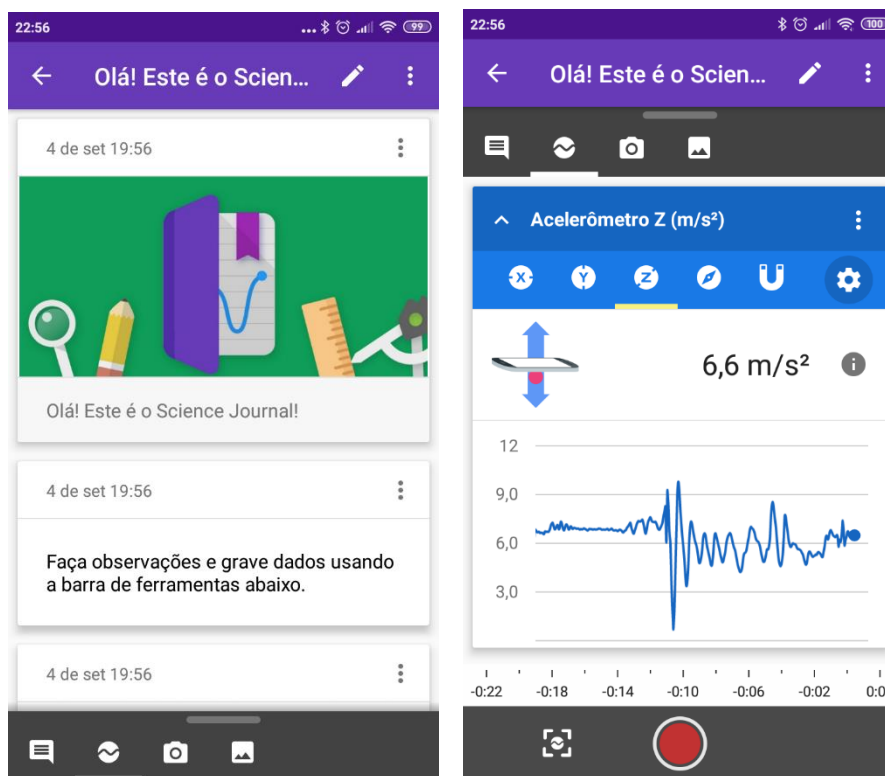 22:56
99
Olá! Este é o Scien...
4 de set 19:56
Olá! Este é o Science Journal!
4 de set 19:56
Faça observações e grave dados usando
a barra de ferramentas abaixo.
4 de set 19:56
22:56
100
Olá! Este é o Scien...
Acelerômetro Z (m/s²)
X Y Z
6,6 m/s²
12
9,0
6,0
3,0
-0:22 -0:18 -0:14 -0:10 -0:06 -0:02 0:0